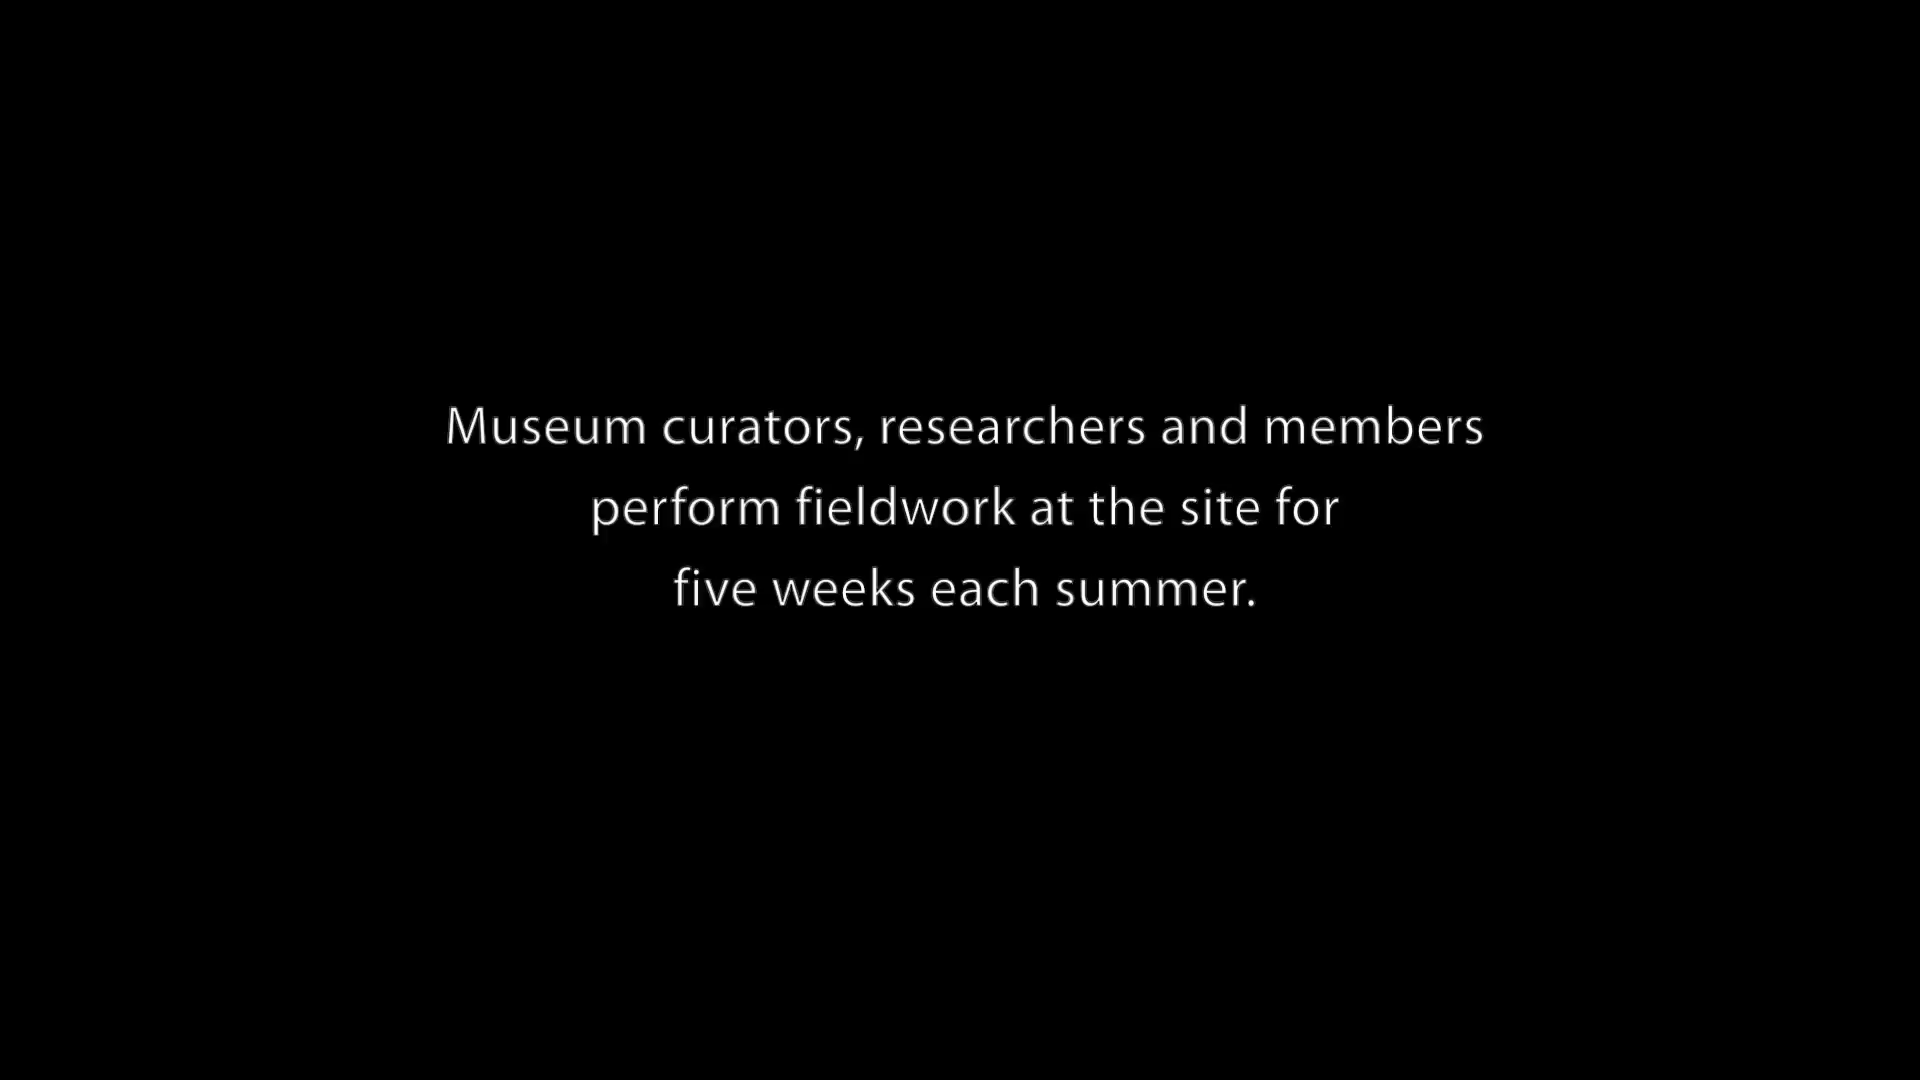 Museum curators, researchers and members
perform fieldwork at the site for
five weeks each summer.